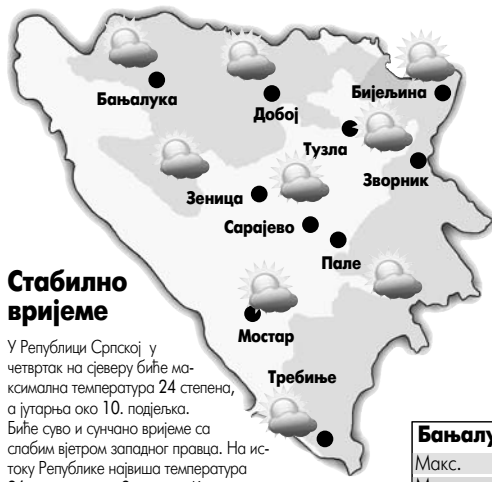 Бањалука
Добој
Бијељина
Тузла
Зворник
Зеница
Сарајево
Пале
Мостар
Требиње
Стабилно
вријеме
У Републици Српској у
четвртак на сјеверу биће ма-
ксимална температура 24 степена,
а јутарња око 10. подјељка.
Биће суво и сунчано вријеме са
слабим вјетром западног правца. На ис-
току Републике највиша температура
Макс.